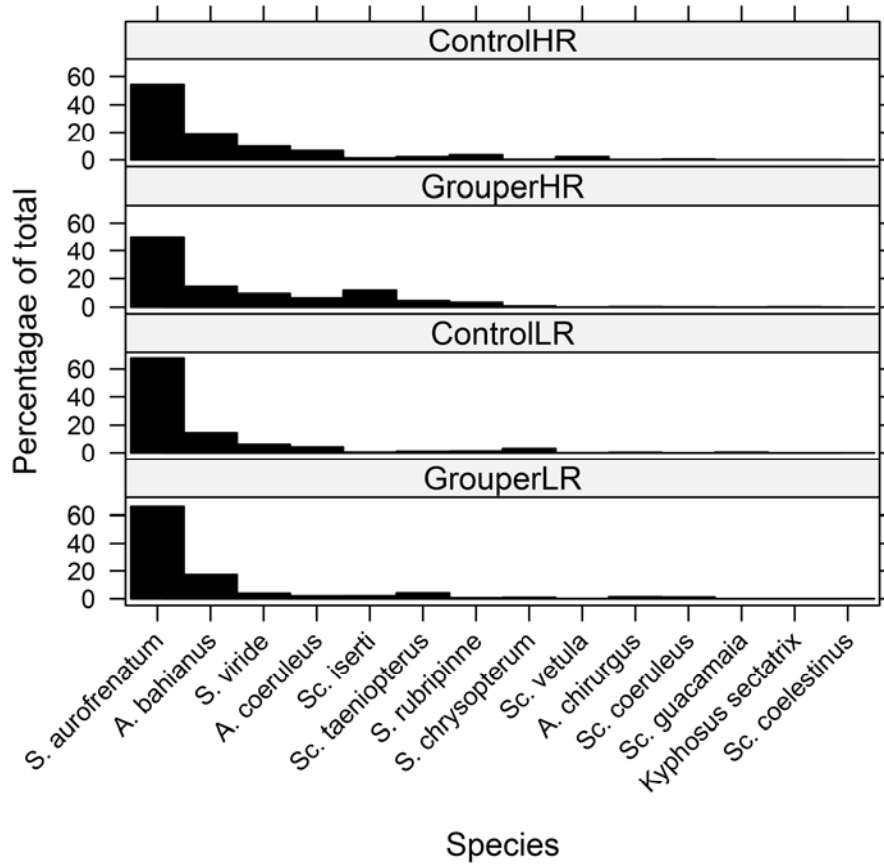 ControlHR
60
40
20
0
GrouperHR
60
40
20
0
ControlLR
60
40
20
0
GrouperLR
60
40
20
0
Percentagae of total
S. aurofrenatum
A. bahianus
S. viride
A. coeruleus
Sc. iserti
Sc. taeniopterus
S. rubripinne
S. chrysopterum
Sc. vetula
A. chirurgus
Sc. coeruleus
Sc. guacamaia
Kyphosus sectatrix
Sc. coelestinus
Species